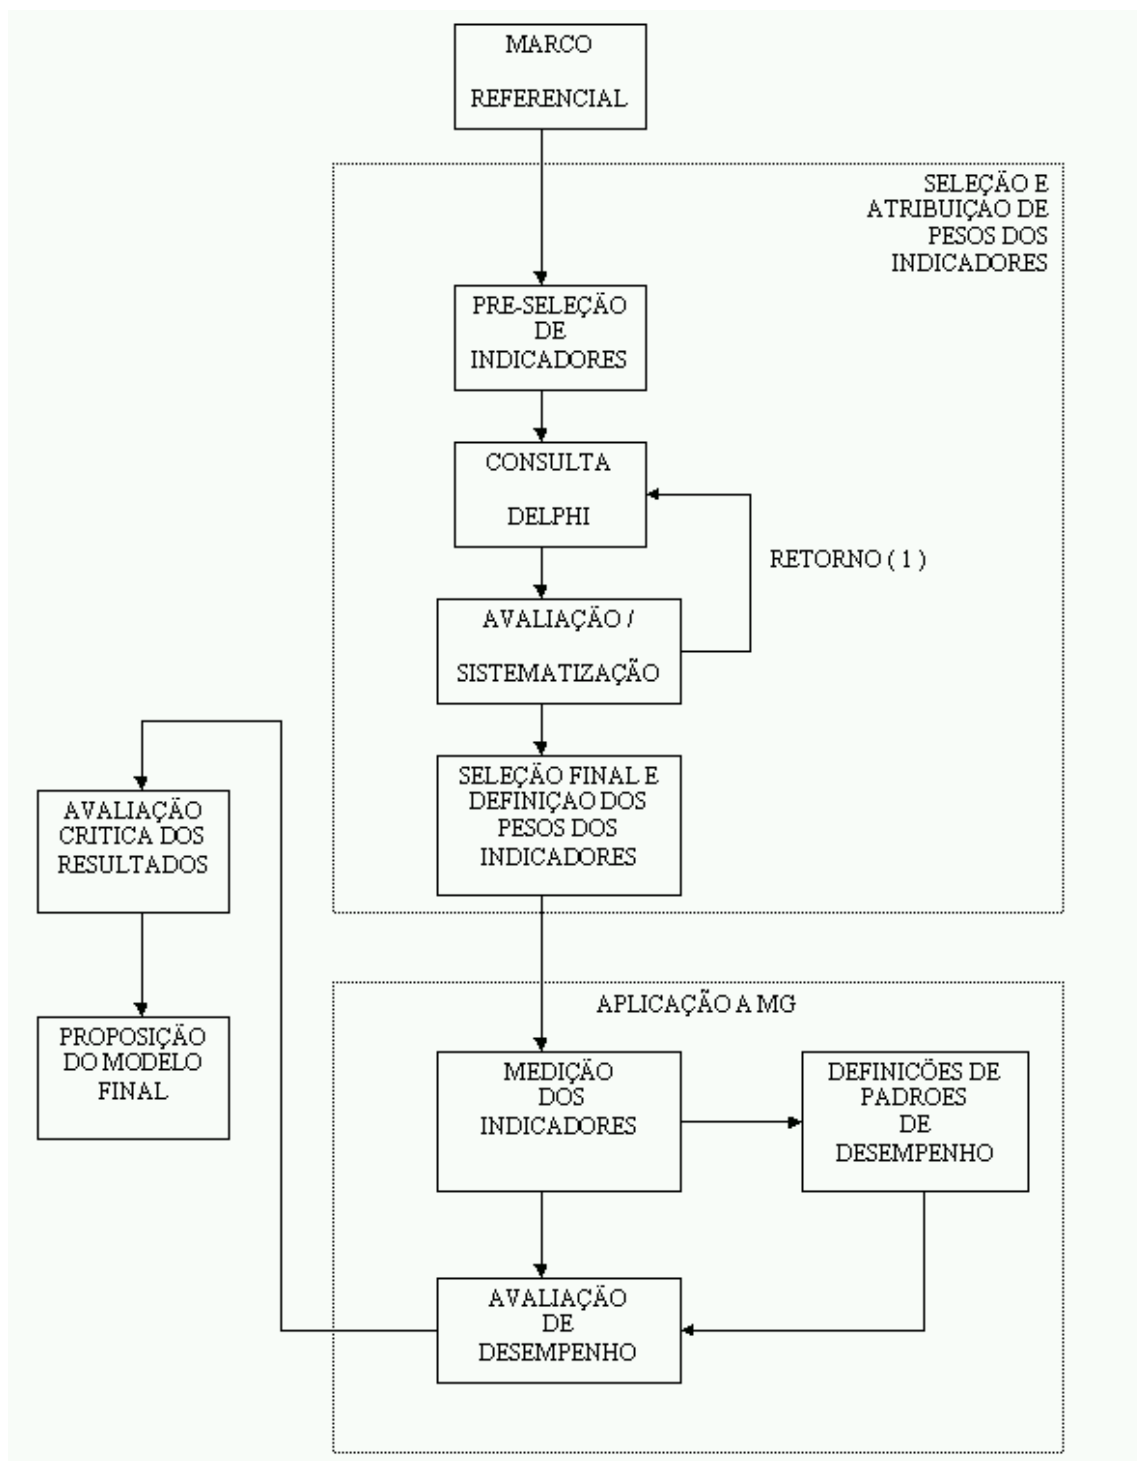 MARCO
REFERENCIAL
SELEÇÃO E
ATRIBUIÇAO DE
PESOS DOS
INDICADORES
PRE-SELEÇÃO
DE
INDICADORES
CONSULTA
DELPHI
RETORNO ( 1 )
AVALIAÇÃO /
SISTEMATIZAÇÃO
SELEÇÃO FINAL E
DEFINIÇAO DOS
PESOS DOS
INDICADORES
AVALIAÇÃO
CRITICA DOS
RESULTADOS
PROPOSIÇÃO
DO MODELO
FINAL
APLICAÇÃO A MG
MEDIÇÃO
DOS
INDICADORES
DEFINICÕES DE
PADROES
DE
DESEMPENHO
AVALIAÇÃO
DE
DESEMPENHO